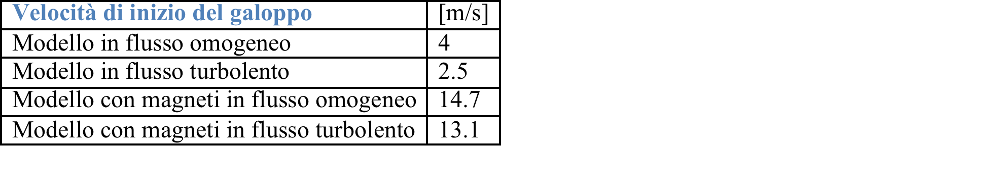 Velocità di inizio del galoppo [m/s]
Modello in flusso omogeneo 4
Modello in flusso turbolento 2.5
Modello con magneti in flusso omogeneo 14.7
Modello con magneti in flusso turbolento 13.1